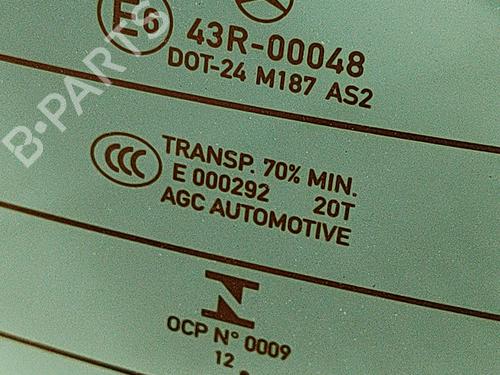 E6 43R-00048
DOT-24 M187 AS2
B-PARTS
CCC TRANSP. 70% MIN.
E 000292 20T
AGC AUTOMOTIVE
OCP N° 0009
12